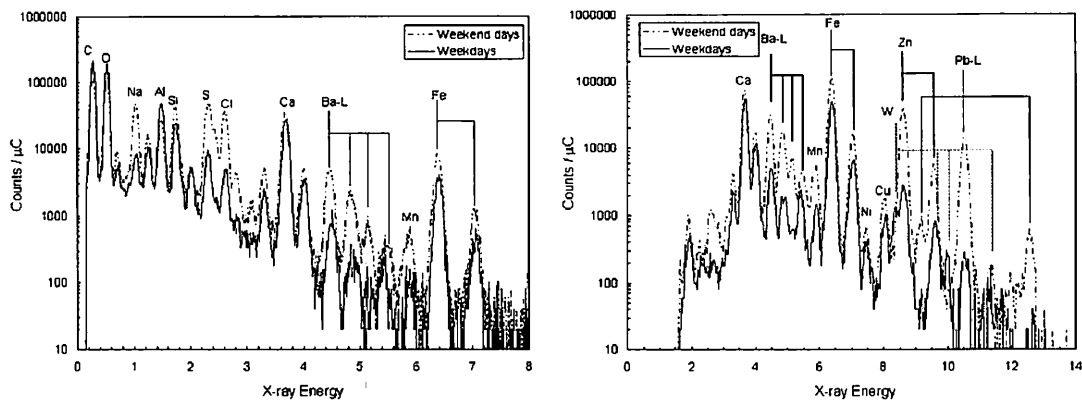 1000000
100000
10000
1000
100
10
Counts / µC
0 1 2 3 4 5 6 7 8
X-ray Energy
Weekend days
Weekdays
C
O
Na
Al
Si
S
Cl
Ca
Ba-L
Mn
Fe
1000000
100000
10000
1000
100
10
Counts / µC
0 2 4 6 8 10 12 14
X-ray Energy
Weekend days
Weekdays
Ca
Ba-L
Mn
Fe
Ni
Cu
W
Zn
Pb-L